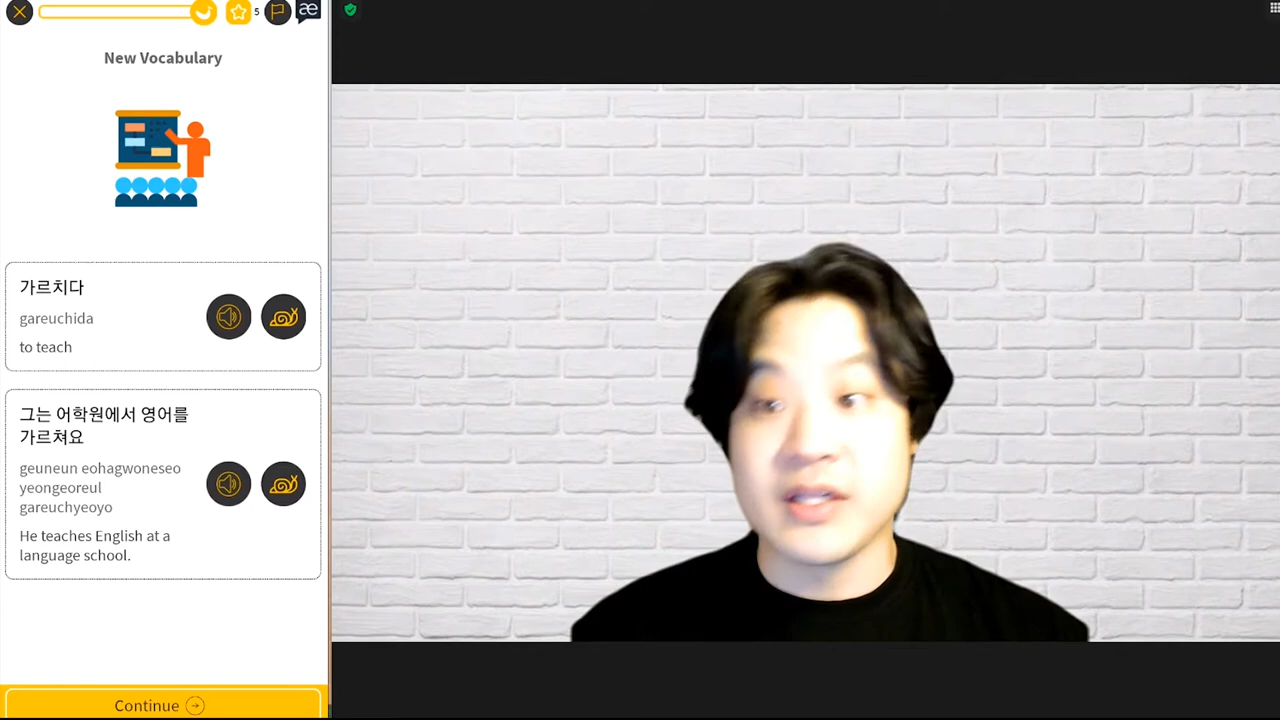 5
æ
New Vocabulary
가르치다
gareuchida
to teach
그는 어학원에서 영어를
가르쳐요
geuneun eohagwoneseo
yeongeoreul
gareuchyeoyo
He teaches English at a
language school.
Continue